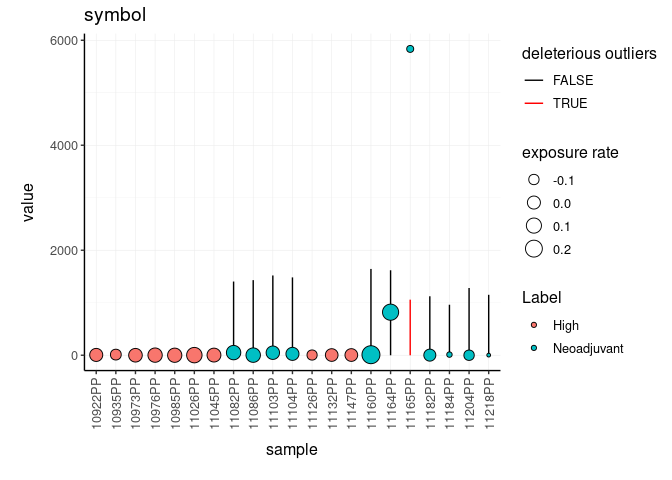 symbol
6000
4000
2000
0
value
10922PP
10935PP
10973PP
10976PP
10985PP
11026PP
11045PP
11082PP
11086PP
11103PP
11104PP
11126PP
11132PP
11147PP
11160PP
11164PP
11165PP
11182PP
11184PP
11204PP
11218PP
sample
deleterious outliers
FALSE
TRUE
exposure rate
-0.1
0.0
0.1
0.2
Label
High
Neoadjuvant